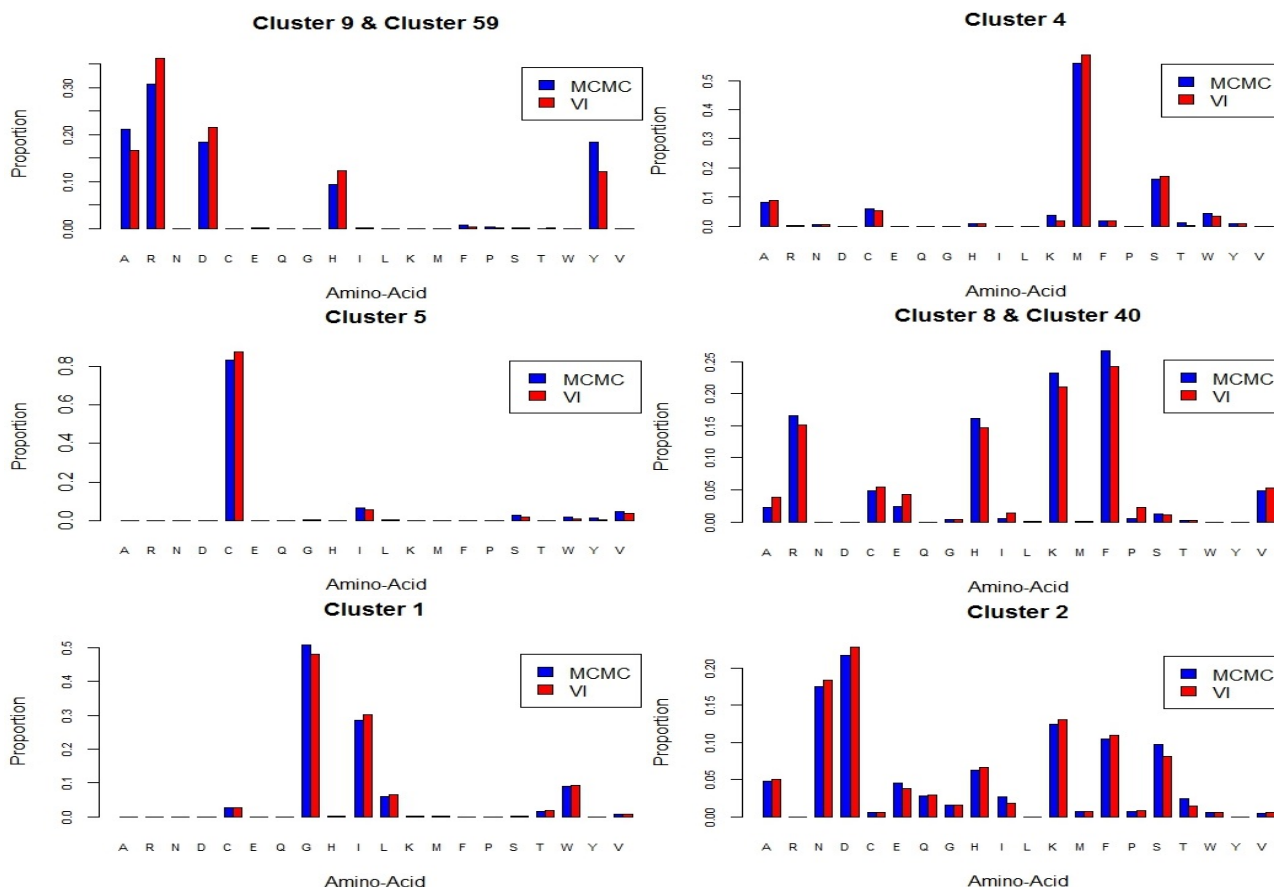 Cluster 9 & Cluster 59
Proportion
0.30
0.20
0.10
0.00
MCMC
VI
A R N D C E Q G H I L K M F P S T W Y V
Amino-Acid
Cluster 4
Proportion
0.5
0.4
0.3
0.2
0.1
0.0
MCMC
VI
A R N D C E Q G H I L K M F P S T W Y V
Amino-Acid
Cluster 5
Proportion
0.8
0.6
0.4
0.2
0.0
MCMC
VI
A R N D C E Q G H I L K M F P S T W Y V
Amino-Acid
Cluster 8 & Cluster 40
Proportion
0.25
0.20
0.15
0.10
0.05
0.00
MCMC
VI
A R N D C E Q G H I L K M F P S T W Y V
Amino-Acid
Cluster 1
Proportion
0.5
0.4
0.3
0.2
0.1
0.0
MCMC
VI
A R N D C E Q G H I L K M F P S T W Y V
Amino-Acid
Cluster 2
Proportion
0.20
0.15
0.10
0.05
0.00
MCMC
VI
A R N D C E Q G H I L K M F P S T W Y V
Amino-Acid